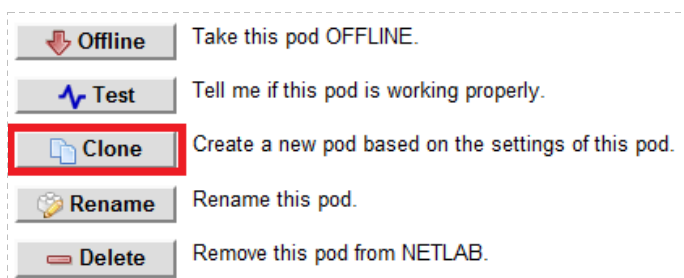 Offline Take this pod OFFLINE.
Test Tell me if this pod is working properly.
Clone Create a new pod based on the settings of this pod.
Rename Rename this pod.
Delete Remove this pod from NETLAB.